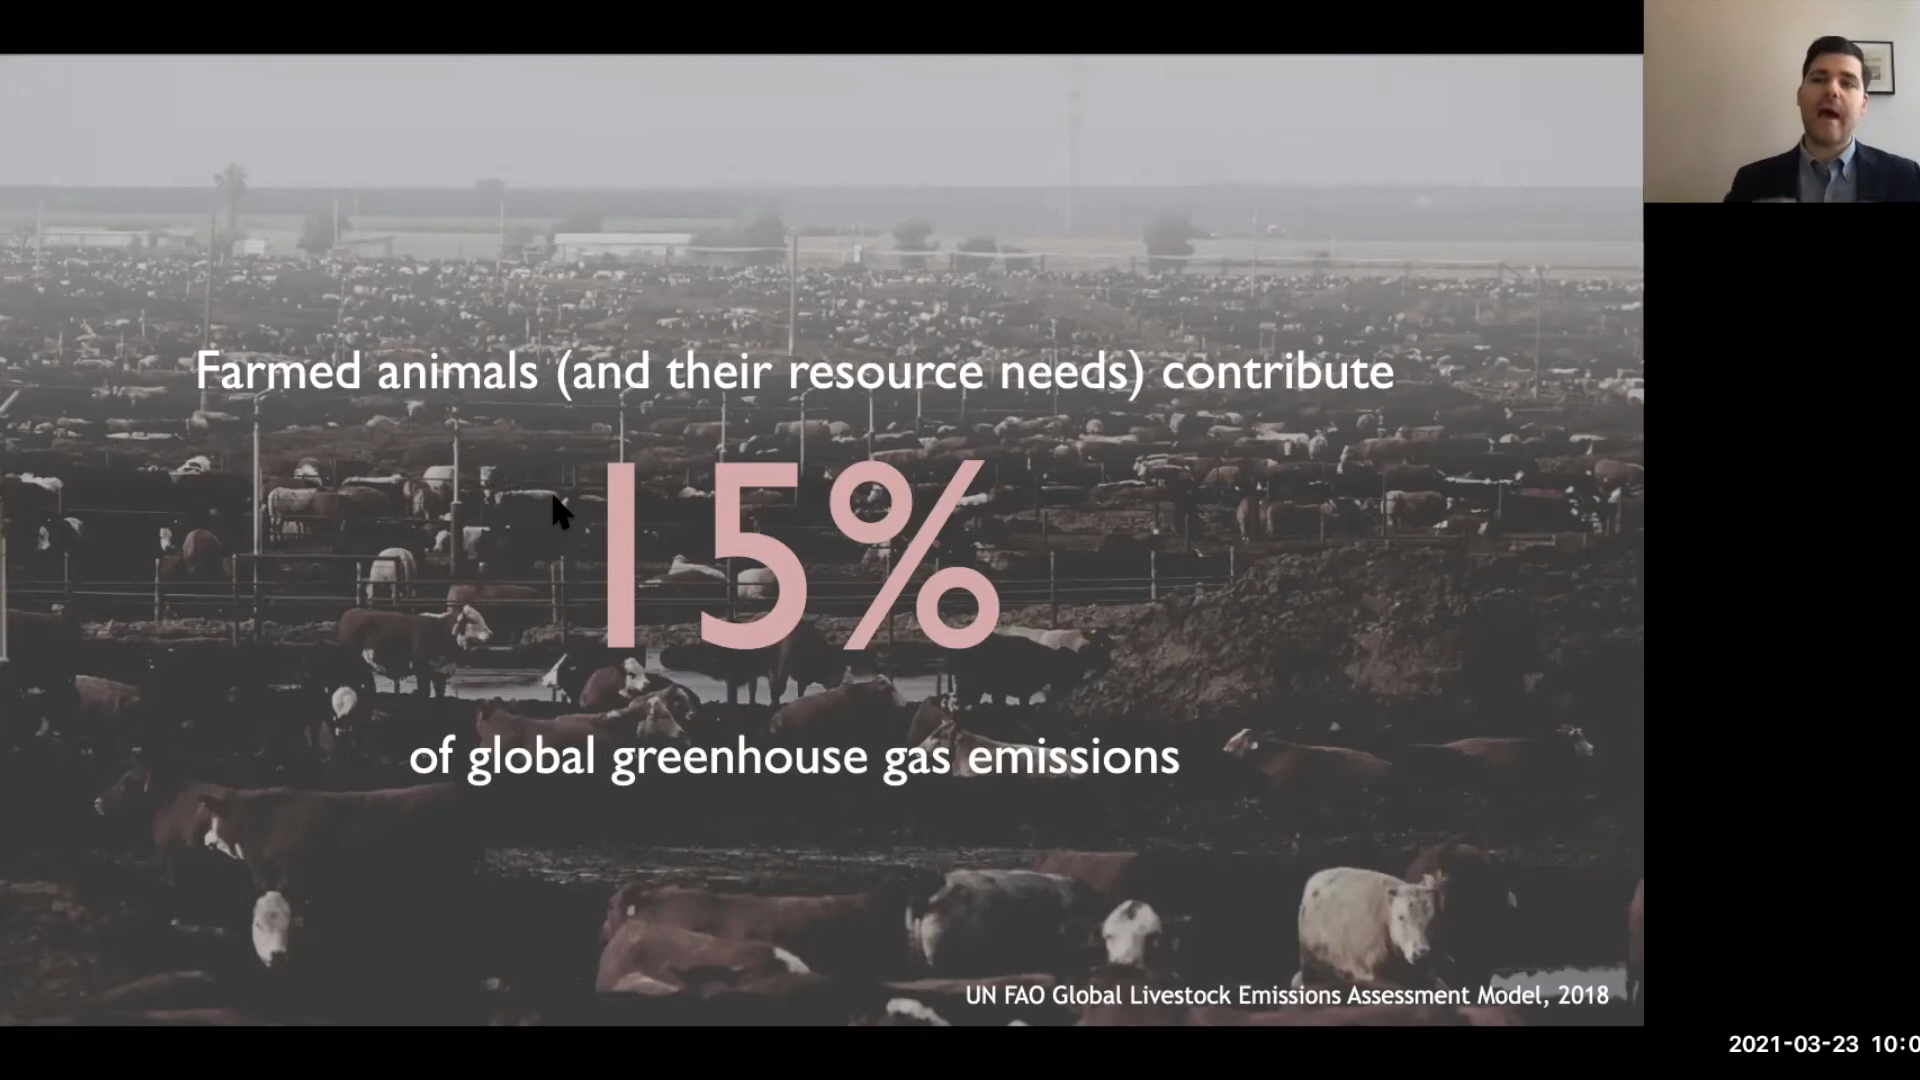 Farmed animals (and their resource needs) contribute
15%
of global greenhouse gas emissions
UN FAO Global Livestock Emissions Assessment Model, 2018
2021-03-23 10:0